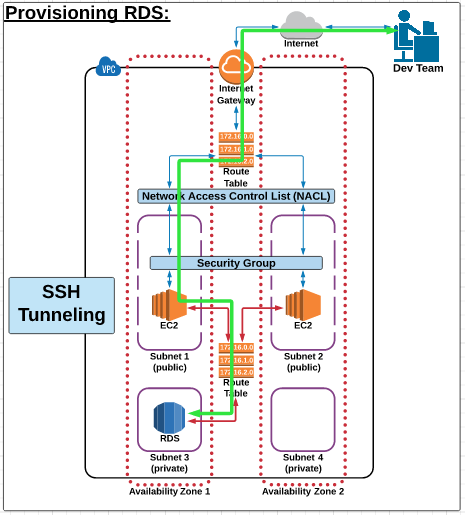 Provisioning RDS:
Internet
Dev Team
VPC
Internet
Gateway
172.16.0.0
172.16.1.0
172.16.2.0
Route
Table
Network Access Control List (NACL)
Security Group
SSH
Tunneling
EC2
EC2
Subnet 1
(public)
Subnet 2
(public)
172.16.0.0
172.16.1.0
172.16.2.0
Route
Table
RDS
Subnet 3
(private)
Subnet 4
(private)
Availability Zone 1
Availability Zone 2